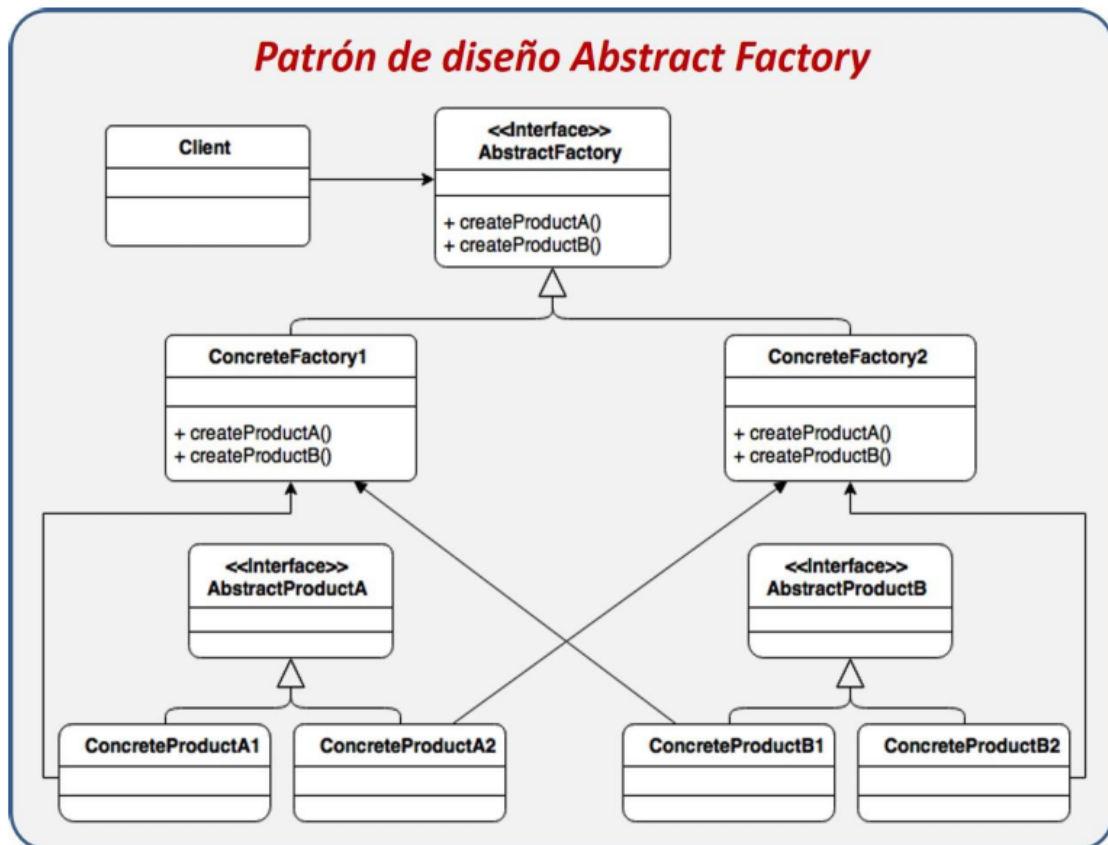 Patrón de diseño Abstract Factory
Client
<<Interface>>
AbstractFactory
+ createProductA()
+ createProductB()
ConcreteFactory1
+ createProductA()
+ createProductB()
ConcreteFactory2
+ createProductA()
+ createProductB()
<<Interface>>
AbstractProductA
<<Interface>>
AbstractProductB
ConcreteProductA1
ConcreteProductA2
ConcreteProductB1
ConcreteProductB2